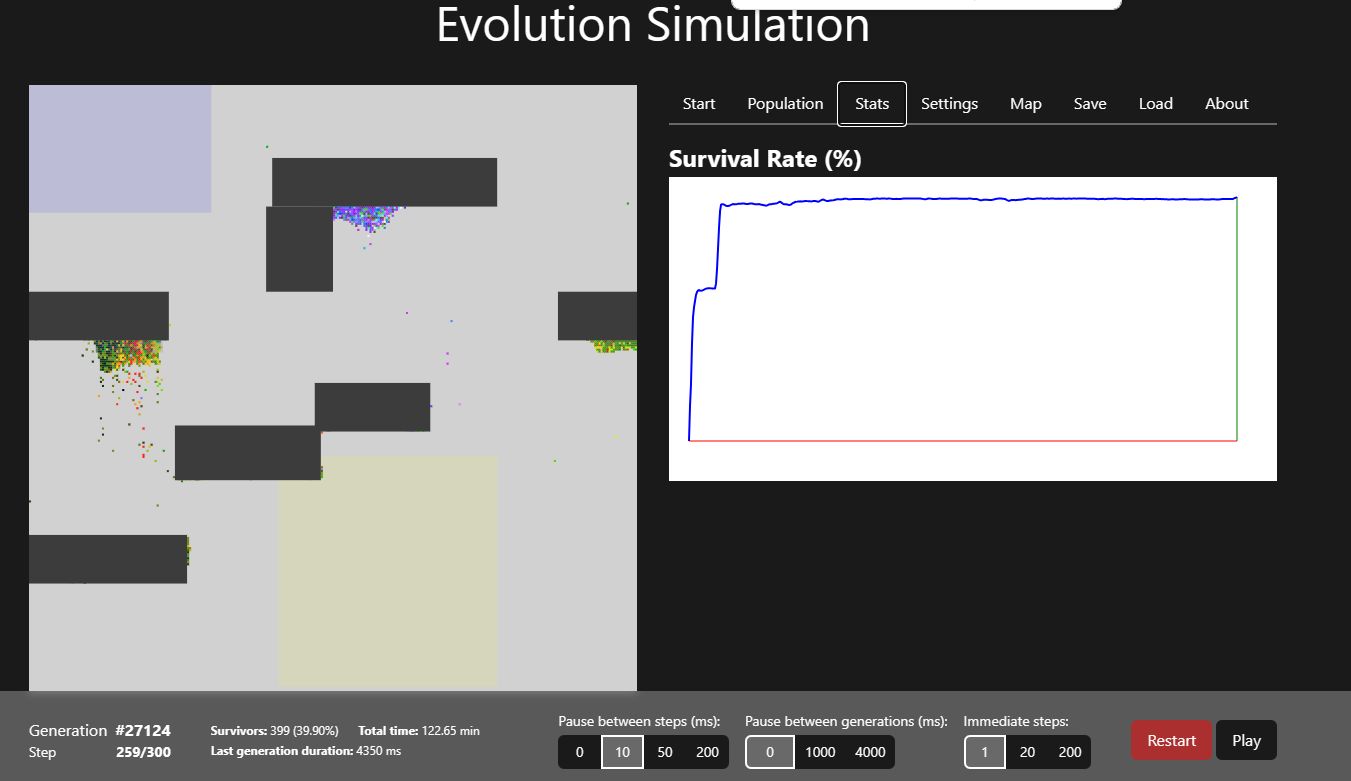 Evolution Simulation
Start Population Stats Settings Map Save Load About
Survival Rate (%)
Generation #27124
Step 259/300
Survivors: 399 (39.90%) Total time: 122.65 min
Last generation duration: 4350 ms
Pause between steps (ms):
0 10 50 200
Pause between generations (ms):
0 1000 4000
Immediate steps:
1 20 200
Restart Play